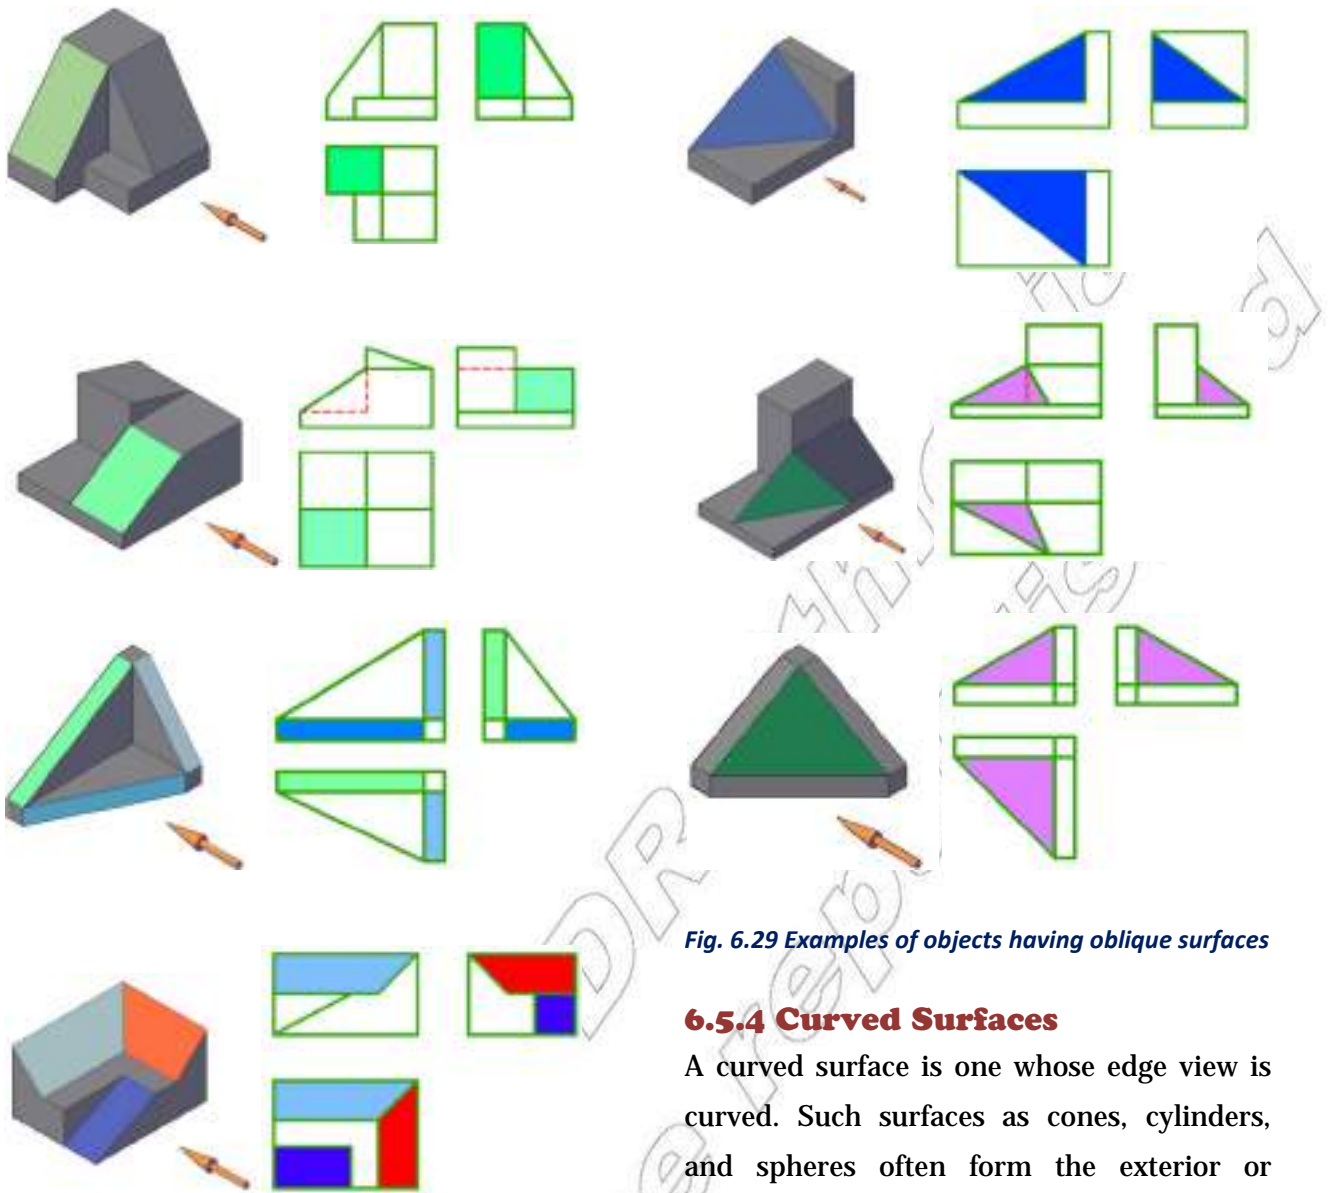 Fig. 6.29 Examples of objects having oblique surfaces
6.5.4 Curved Surfaces
A curved surface is one whose edge view is
curved. Such surfaces as cones, cylinders,
and spheres often form the exterior or